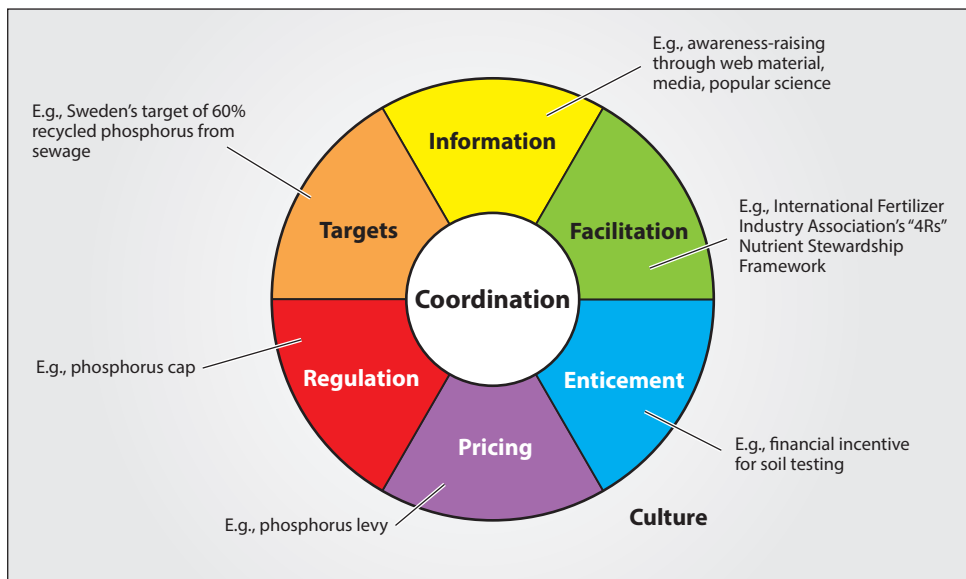 E.g., awareness-raising
through web material,
media, popular science
E.g., Sweden's target of 60%
recycled phosphorus from
sewage
Information
Targets
Facilitation
E.g., International Fertilizer
Industry Association's “4Rs”
Nutrient Stewardship
Framework
Coordination
E.g., phosphorus cap
Regulation
Enticement
Pricing
E.g., financial incentive
for soil testing
E.g., phosphorus levy
Culture